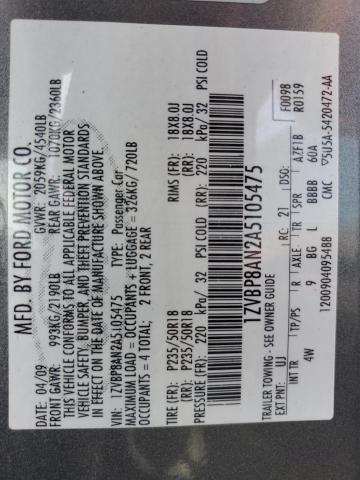 MFD. BY FORD MOTOR CO.
04/09 GVWR: 2059KG/4540LB
FRONT GAWR: 993KG/2190LB REAR GAWR: 1070KG/2360LB
THIS VEHICLE CONFORMS TO ALL APPLICABLE FEDERAL MOTOR
VEHICLE SAFETY, BUMPER, AND THEFT PREVENTION STANDARDS
IN EFFECT ON THE DATE OF MANUFACTURE SHOWN ABOVE.
VIN: 1ZVBP8AN2A5105475 TYPE: Passenger Car
MAXIMUM LOAD = OCCUPANTS + LUGGAGE = 326KG/720LB
OCCUPANTS = 4 TOTAL: 2 FRONT, 2 REAR
TIRE (FR): P235/50R18 RIMS (FR): 18X8.0J
TIRE (RR): P235/50R18 (RR): 18X8.0J
PRESSURE (FR): 220 kPa/ 32 PSI COLD (RR): 220 kPa/ 32 PSI COLD
1ZVBP8AN2A5105475
TRAILER TOWING - SEE OWNER GUIDE
F0098
R0159
EXT PNT: UJ RC: 21 DSO:
INT TR TP/PS R AXLE TR SPR
4W 9 BG L BBBB 60A AZF1B
12009040954BB CMC ▽5U5A-5420472-AA